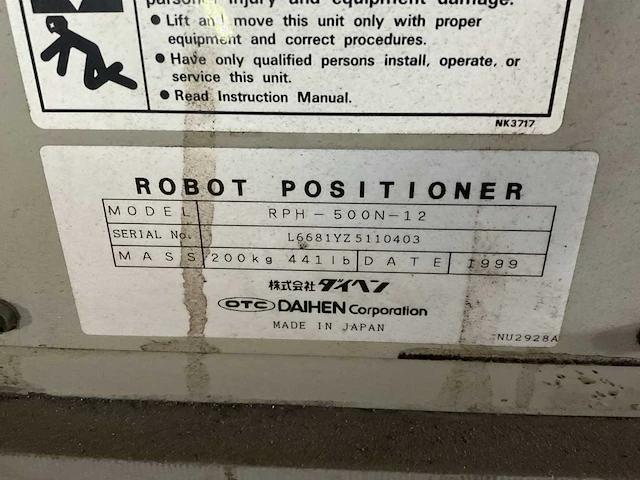 personal injury and equipment damage.
● Lift and move this unit only with proper
equipment and correct procedures.
● Have only qualified persons install, operate, or
service this unit.
● Read Instruction Manual.
NK3717
ROBOT POSITIONER
MODEL RPH-500N-12
SERIAL No. L6681YZ5110403
MASS 200kg 441lb DATE 1999
株式会社ダイヘン
OTC DAIHEN Corporation
MADE IN JAPAN
NU2928A